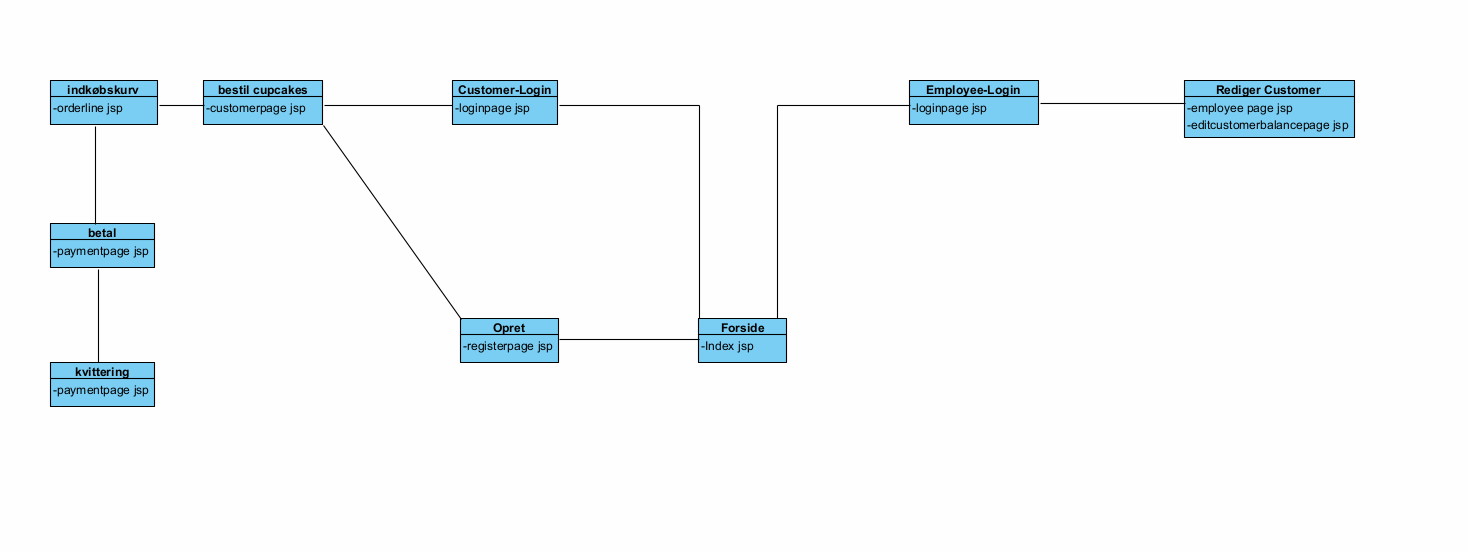 indkøbskurv
-orderline jsp
bestil cupcakes
-customerpage jsp
Customer-Login
-loginpage jsp
Employee-Login
-loginpage jsp
Rediger Customer
-employee page jsp
-editcustomerbalancepage jsp
betal
-paymentpage jsp
Opret
-registerpage jsp
Forside
-Index jsp
kvittering
-paymentpage jsp